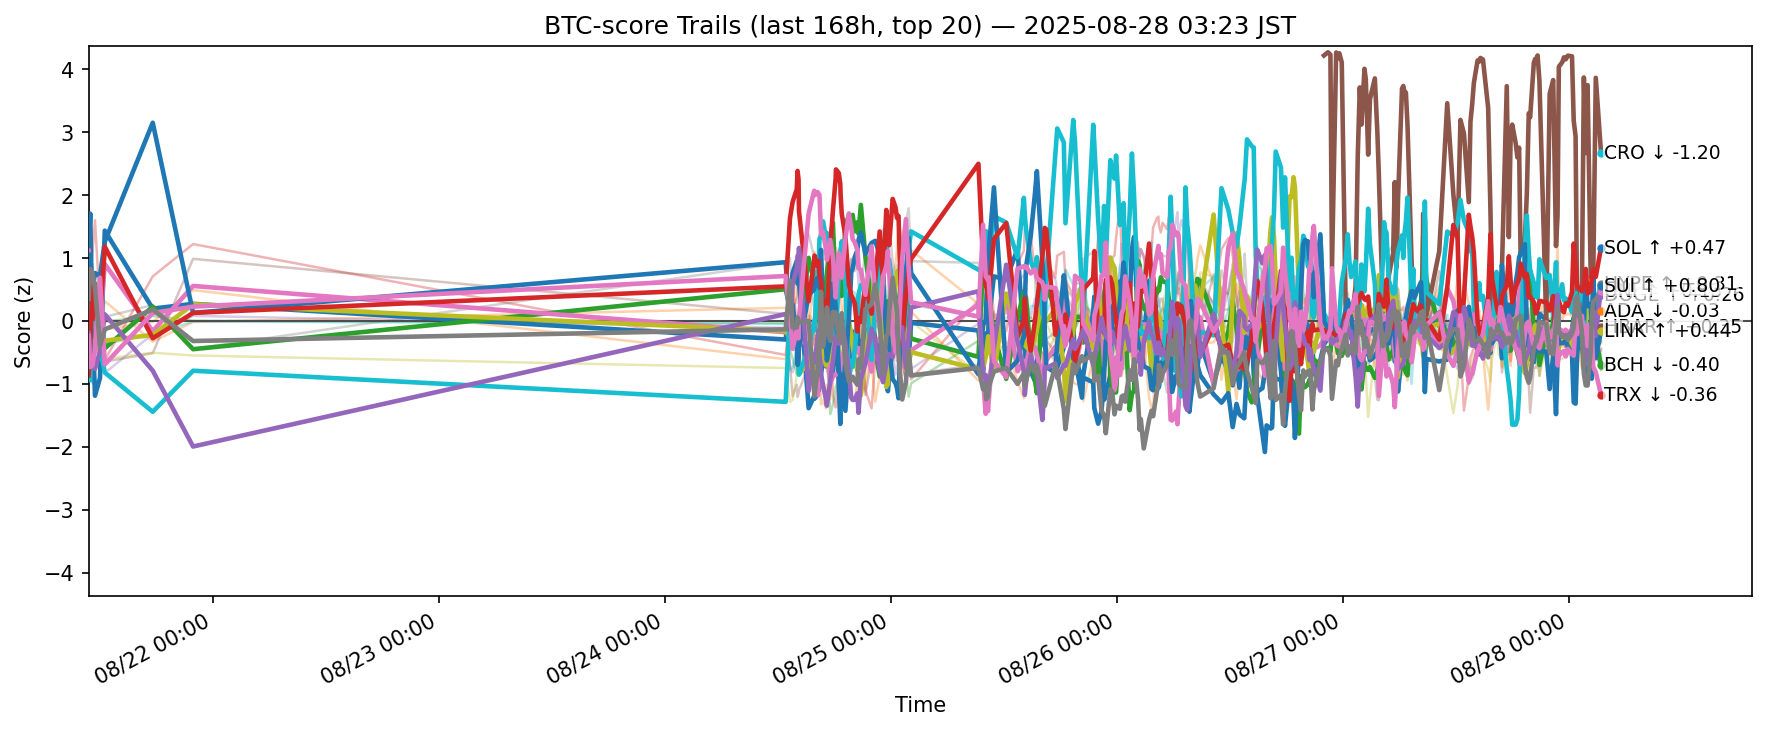 BTC-score Trails (last 168h, top 20) — 2025-08-28 03:23 JST
4
3
2
1
0
−1
−2
−3
−4
Score (z)
CRO ↓ -1.20
SOL ↑ +0.47
SUI ↑ +0.80
ADA ↓ -0.03
LINK ↑ +0.44
BCH ↓ -0.40
TRX ↓ -0.36
08/22 00:00
08/23 00:00
08/24 00:00
08/25 00:00
08/26 00:00
08/27 00:00
08/28 00:00
Time